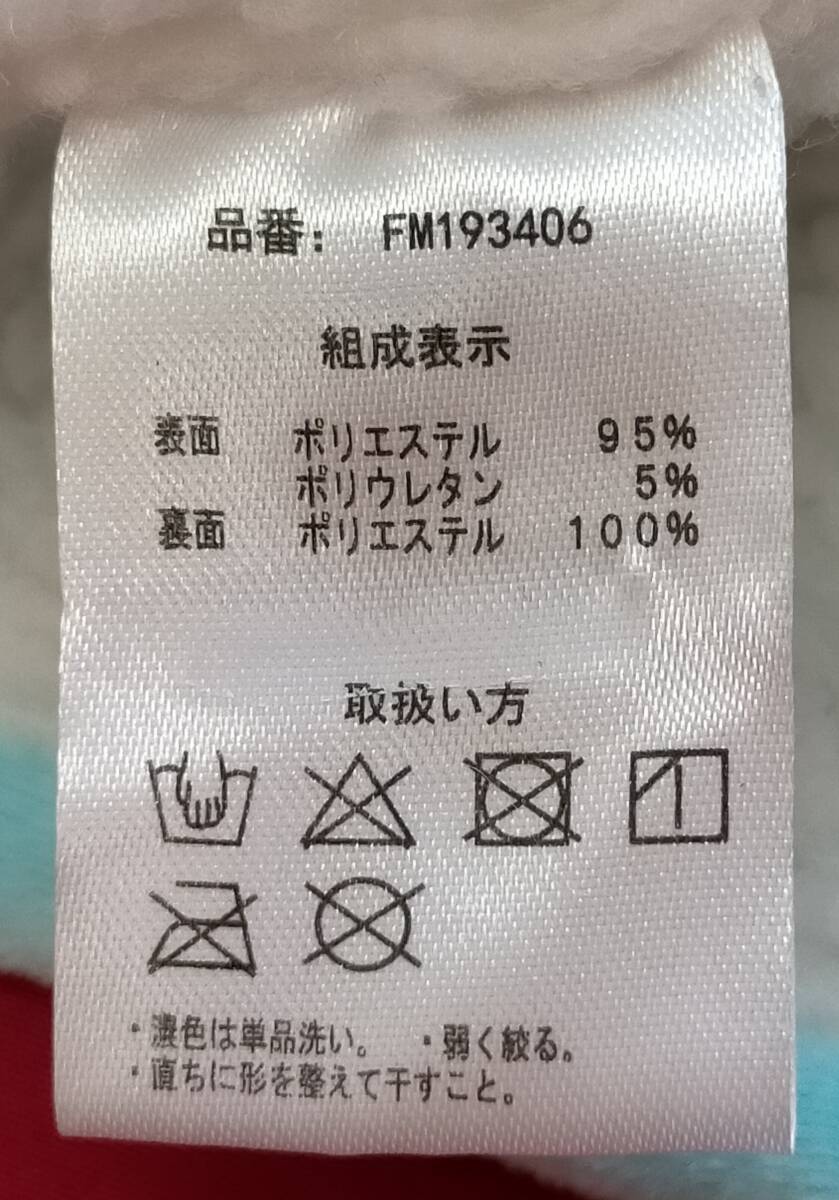 品番: FM193406
組成表示
表面 ポリエステル 95%
ポリウレタン 5%
裏面 ポリエステル 100%
取扱い方
・濃色は単品洗い。 ・弱く絞る。
・直ちに形を整えて干すこと。